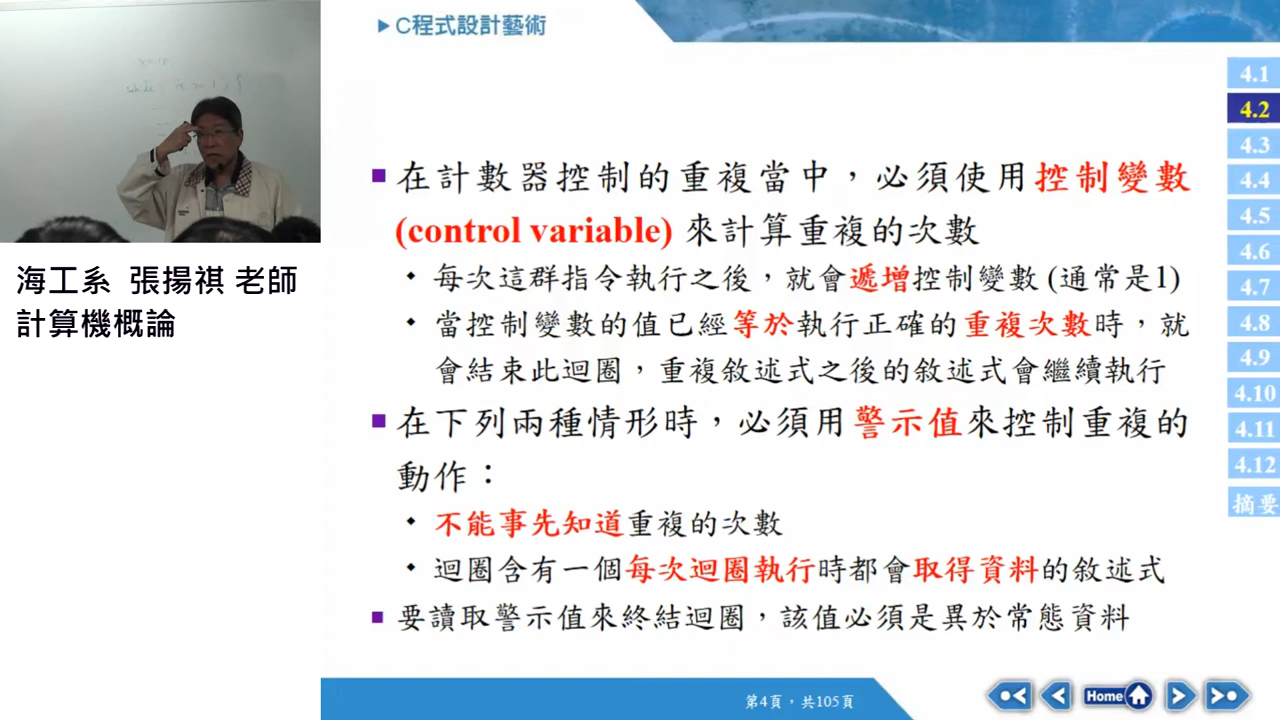 C程式設計藝術
while
海工系 張揚祺 老師
計算機概論
在計數器控制的重複當中，必須使用控制變數
(control variable) 來計算重複的次數
每次這群指令執行之後，就會遞增控制變數 (通常是1)
當控制變數的值已經等於執行正確的重複次數時，就
會結束此迴圈，重複敘述式之後的敘述式會繼續執行
在下列兩種情形時，必須用警示值來控制重複的
動作：
不能事先知道重複的次數
迴圈含有一個每次迴圈執行時都會取得資料的敘述式
要讀取警示值來終結迴圈，該值必須是異於常態資料
4.1
4.2
4.3
4.4
4.5
4.6
4.7
4.8
4.9
4.10
4.11
4.12
摘要
第4頁，共105頁
Home